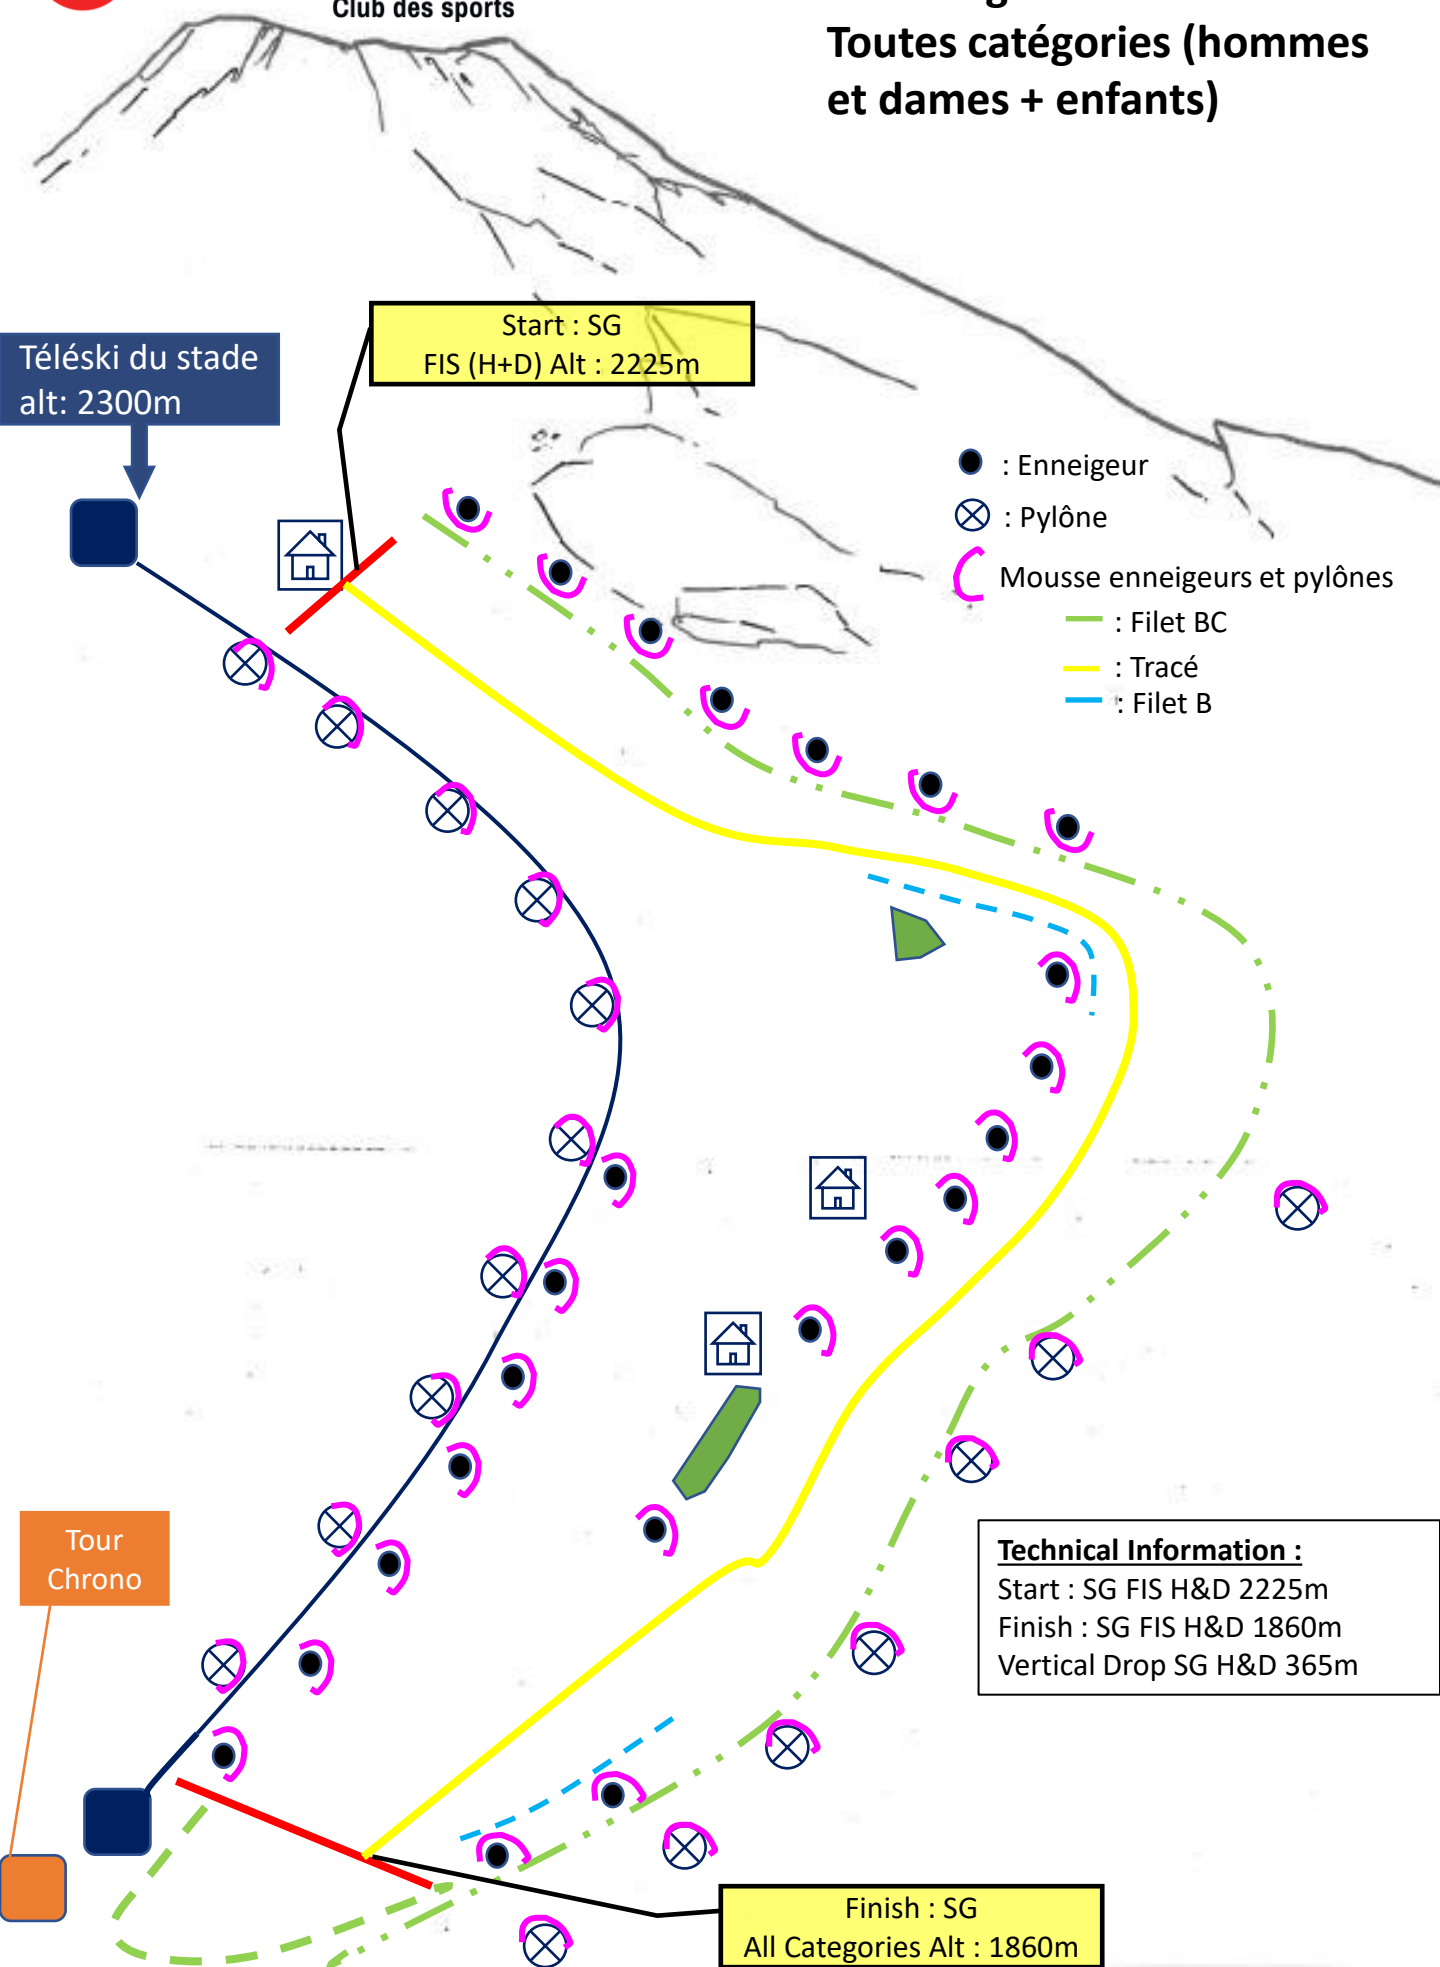 Club des sports
Toutes catégories (hommes
et dames + enfants)
Start : SG
FIS (H+D) Alt : 2225m
Téléski du stade
alt: 2300m
: Enneigeur
: Pylône
Mousse enneigeurs et pylônes
: Filet BC
: Tracé
: Filet B
Tour
Chrono
Technical Information :
Start : SG FIS H&D 2225m
Finish : SG FIS H&D 1860m
Vertical Drop SG H&D 365m
Finish : SG
All Categories Alt : 1860m